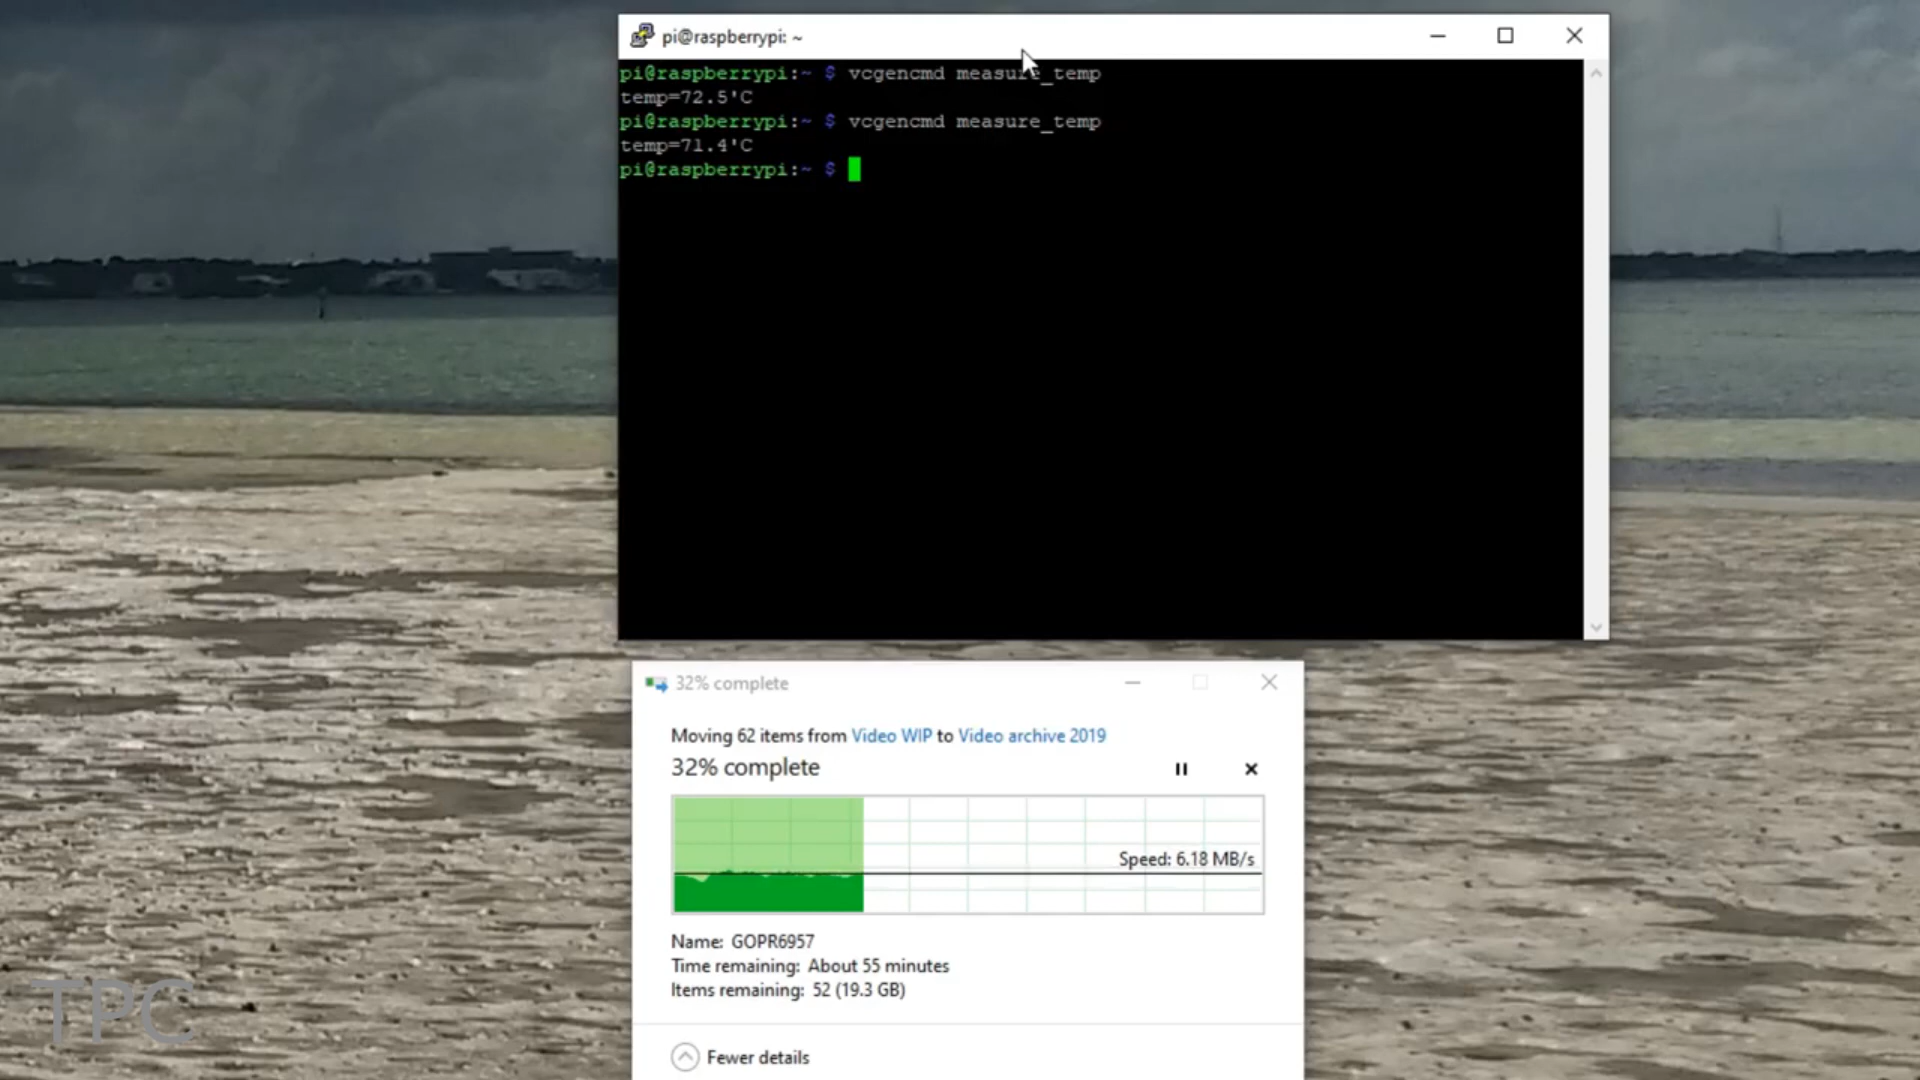 pi@raspberrypi: ~
pi@raspberrypi:~ $ vcgencmd measure_temp
temp=72.5'C
pi@raspberrypi:~ $ vcgencmd measure_temp
temp=71.4'C
pi@raspberrypi:~ $
32% complete
Moving 62 items from Video WIP to Video archive 2019
32% complete
Speed: 6.18 MB/s
Name: GOPR6957
Time remaining: About 55 minutes
Items remaining: 52 (19.3 GB)
Fewer details
TPC